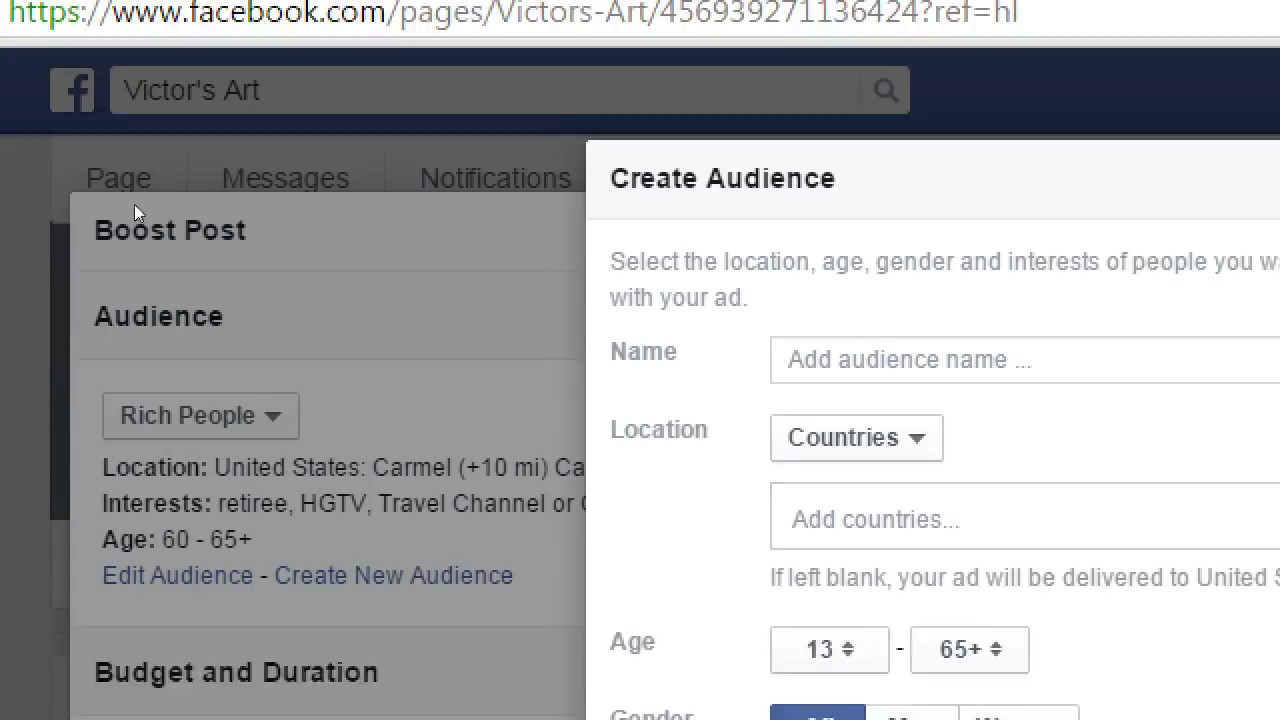 https://www.facebook.com/pages/Victors-Art/456939271136424?ref=hl
Victor's Art
Page Messages Notifications
Boost Post
Audience
Rich People
Location: United States: Carmel (+10 mi) Ca
Interests: retiree, HGTV, Travel Channel or
Age: 60 - 65+
Edit Audience - Create New Audience
Budget and Duration
Create Audience
Select the location, age, gender and interests of people you wa
with your ad.
Name Add audience name ...
Location Countries
Add countries...
If left blank, your ad will be delivered to United S
Age 13 - 65+
Gender